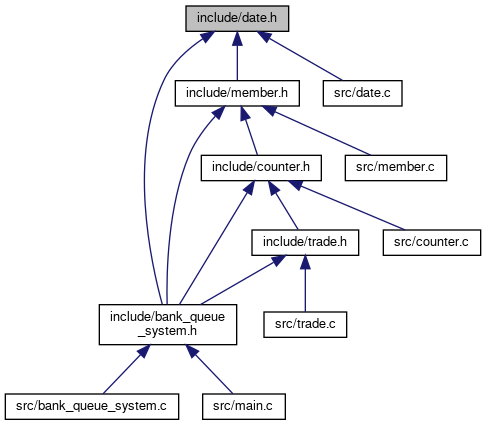 include/date.h
include/member.h
src/date.c
include/counter.h
src/member.c
include/trade.h
src/counter.c
include/bank_queue
_system.h
src/trade.c
src/bank_queue_system.c
src/main.c